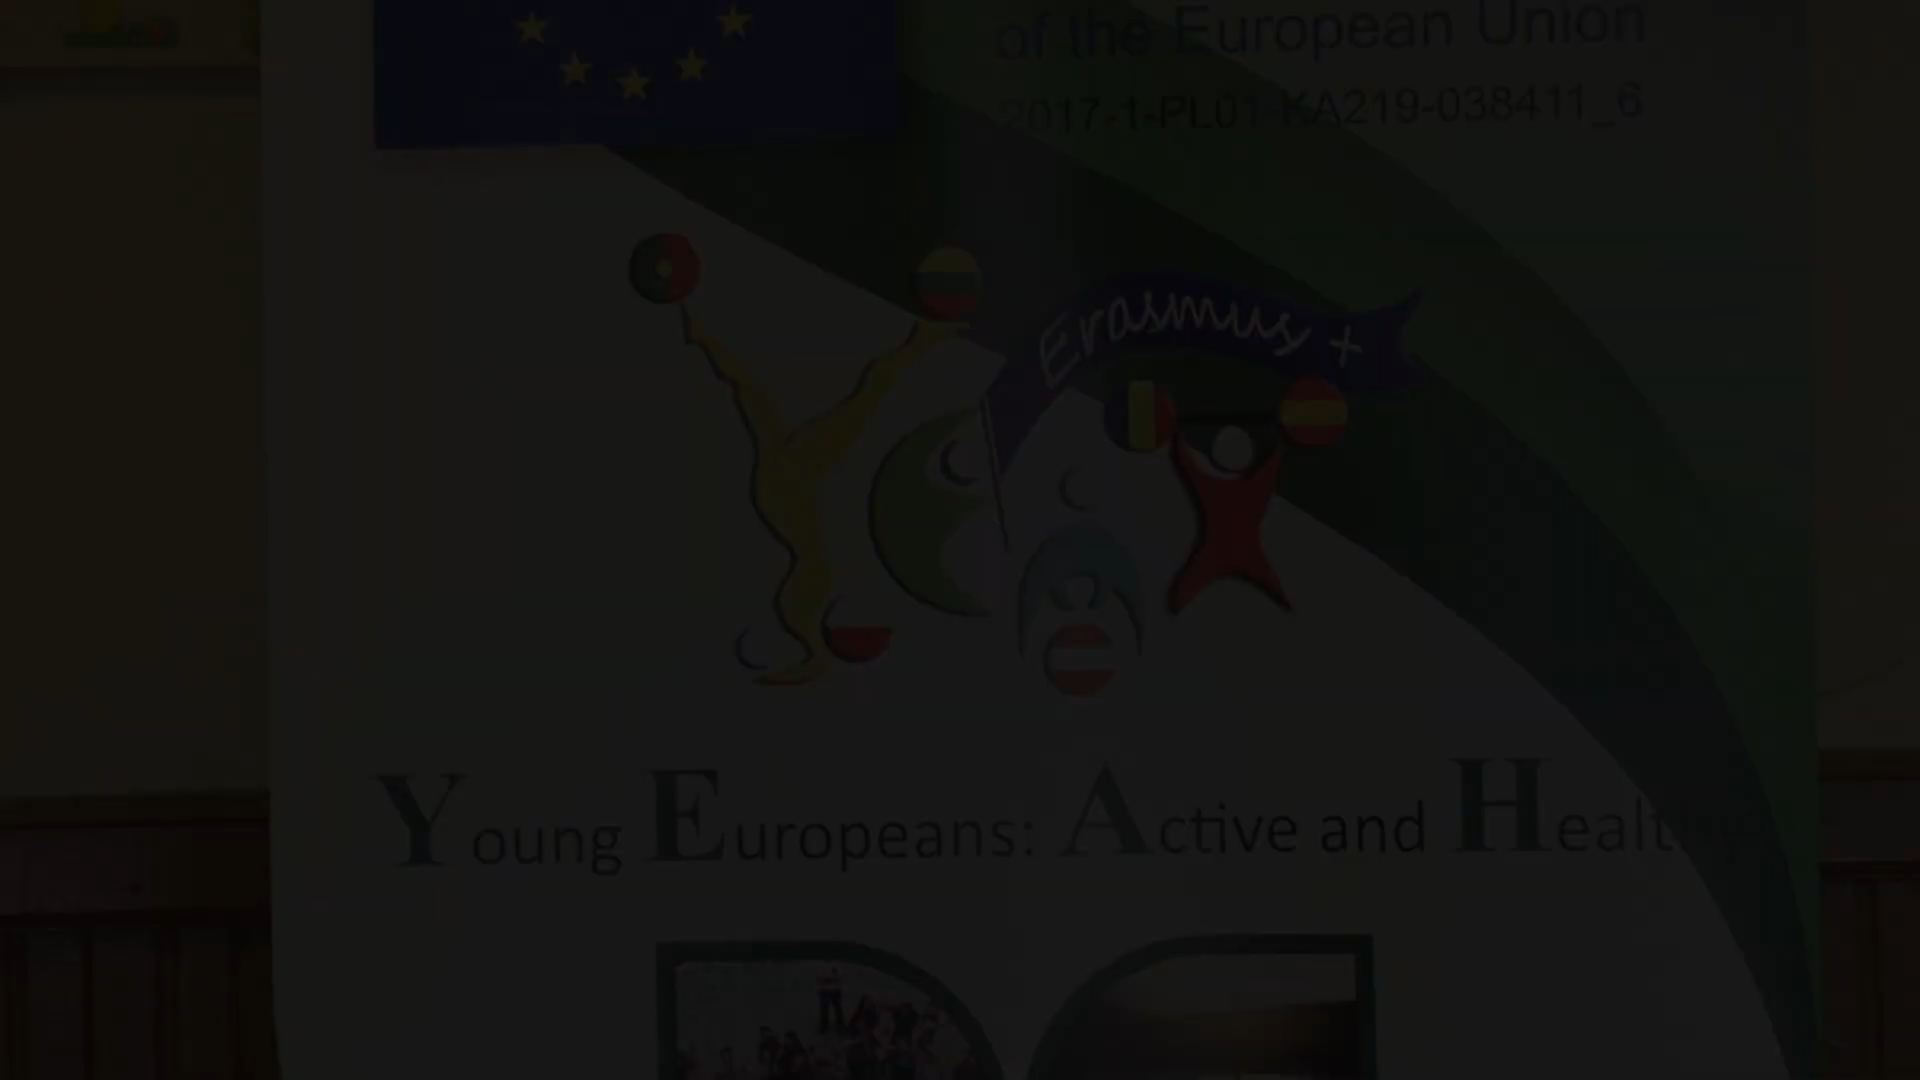 of the European Union
2017-1-PL01-KA219-038411_6
Erasmus +
Young Europeans: Active and Healt